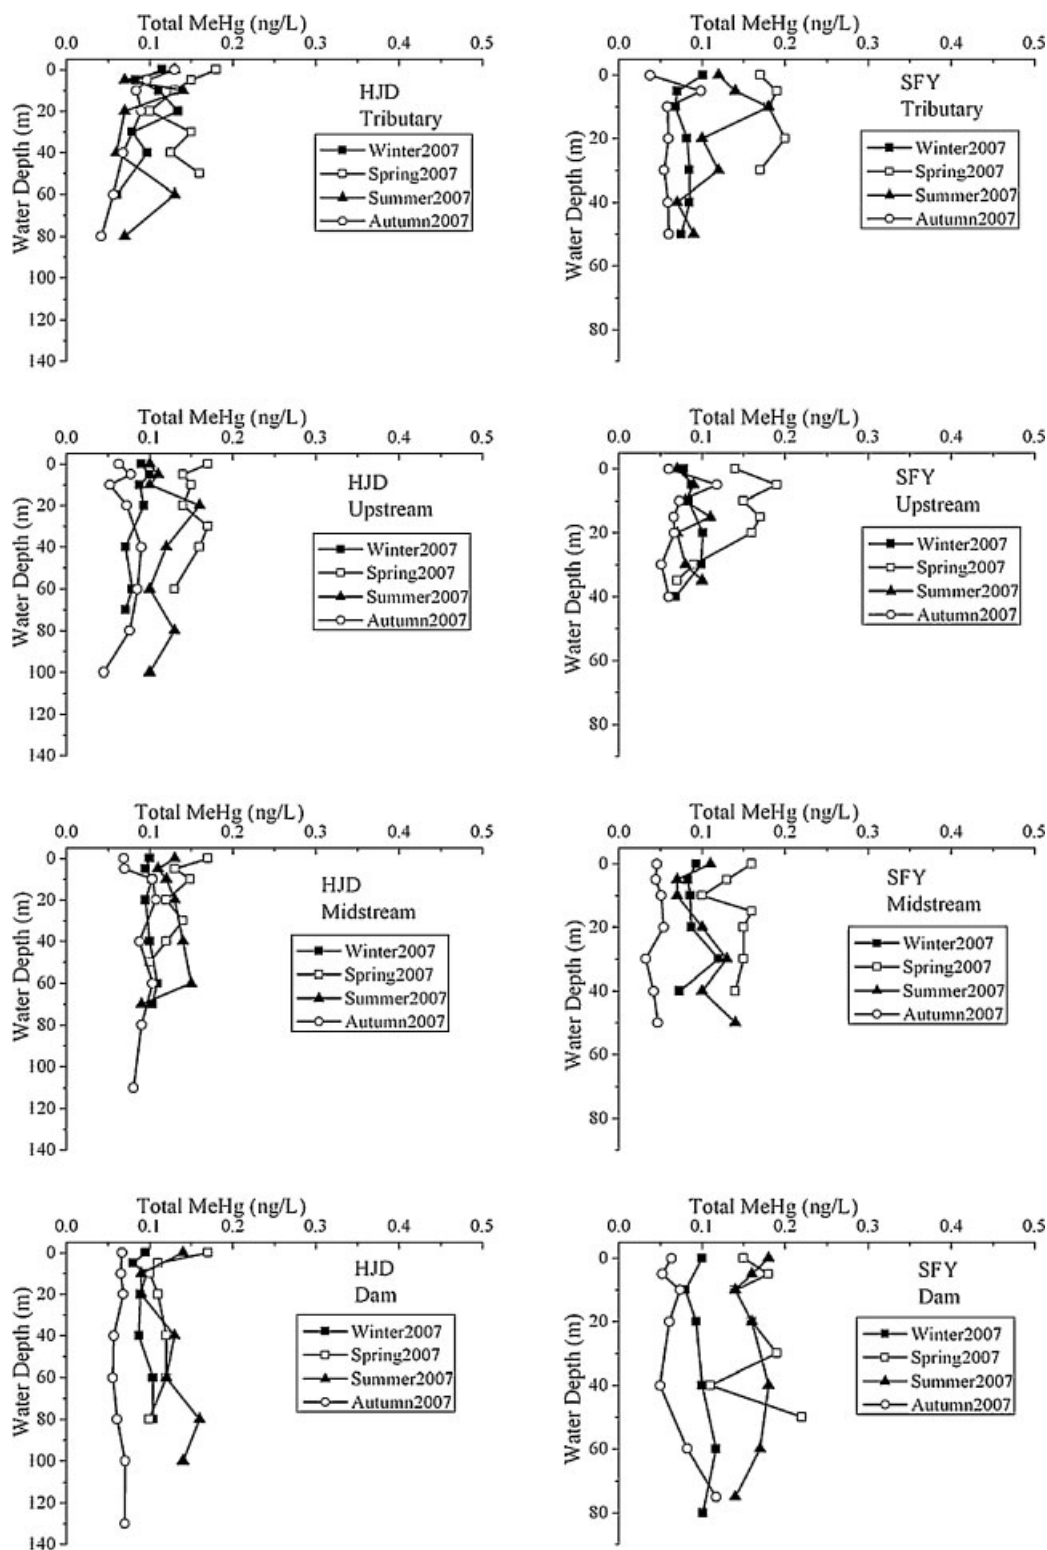 Total MeHg (ng/L)
0.0 0.1 0.2 0.3 0.4 0.5
0
20
40
60
80
100
120
140
Water Depth (m)
HJD
Tributary
Winter2007
Spring2007
Summer2007
Autumn2007
Total MeHg (ng/L)
0.0 0.1 0.2 0.3 0.4 0.5
0
20
40
60
80
Water Depth (m)
SFY
Tributary
Winter2007
Spring2007
Summer2007
Autumn2007
Total MeHg (ng/L)
0.0 0.1 0.2 0.3 0.4 0.5
0
20
40
60
80
100
120
140
Water Depth (m)
HJD
Upstream
Winter2007
Spring2007
Summer2007
Autumn2007
Total MeHg (ng/L)
0.0 0.1 0.2 0.3 0.4 0.5
0
20
40
60
80
Water Depth (m)
SFY
Upstream
Winter2007
Spring2007
Summer2007
Autumn2007
Total MeHg (ng/L)
0.0 0.1 0.2 0.3 0.4 0.5
0
20
40
60
80
100
120
140
Water Depth (m)
HJD
Midstream
Winter2007
Spring2007
Summer2007
Autumn2007
Total MeHg (ng/L)
0.0 0.1 0.2 0.3 0.4 0.5
0
20
40
60
80
Water Depth (m)
SFY
Midstream
Winter2007
Spring2007
Summer2007
Autumn2007
Total MeHg (ng/L)
0.0 0.1 0.2 0.3 0.4 0.5
0
20
40
60
80
100
120
140
Water Depth (m)
HJD
Dam
Winter2007
Spring2007
Summer2007
Autumn2007
Total MeHg (ng/L)
0.0 0.1 0.2 0.3 0.4 0.5
0
20
40
60
80
Water Depth (m)
SFY
Dam
Winter2007
Spring2007
Summer2007
Autumn2007